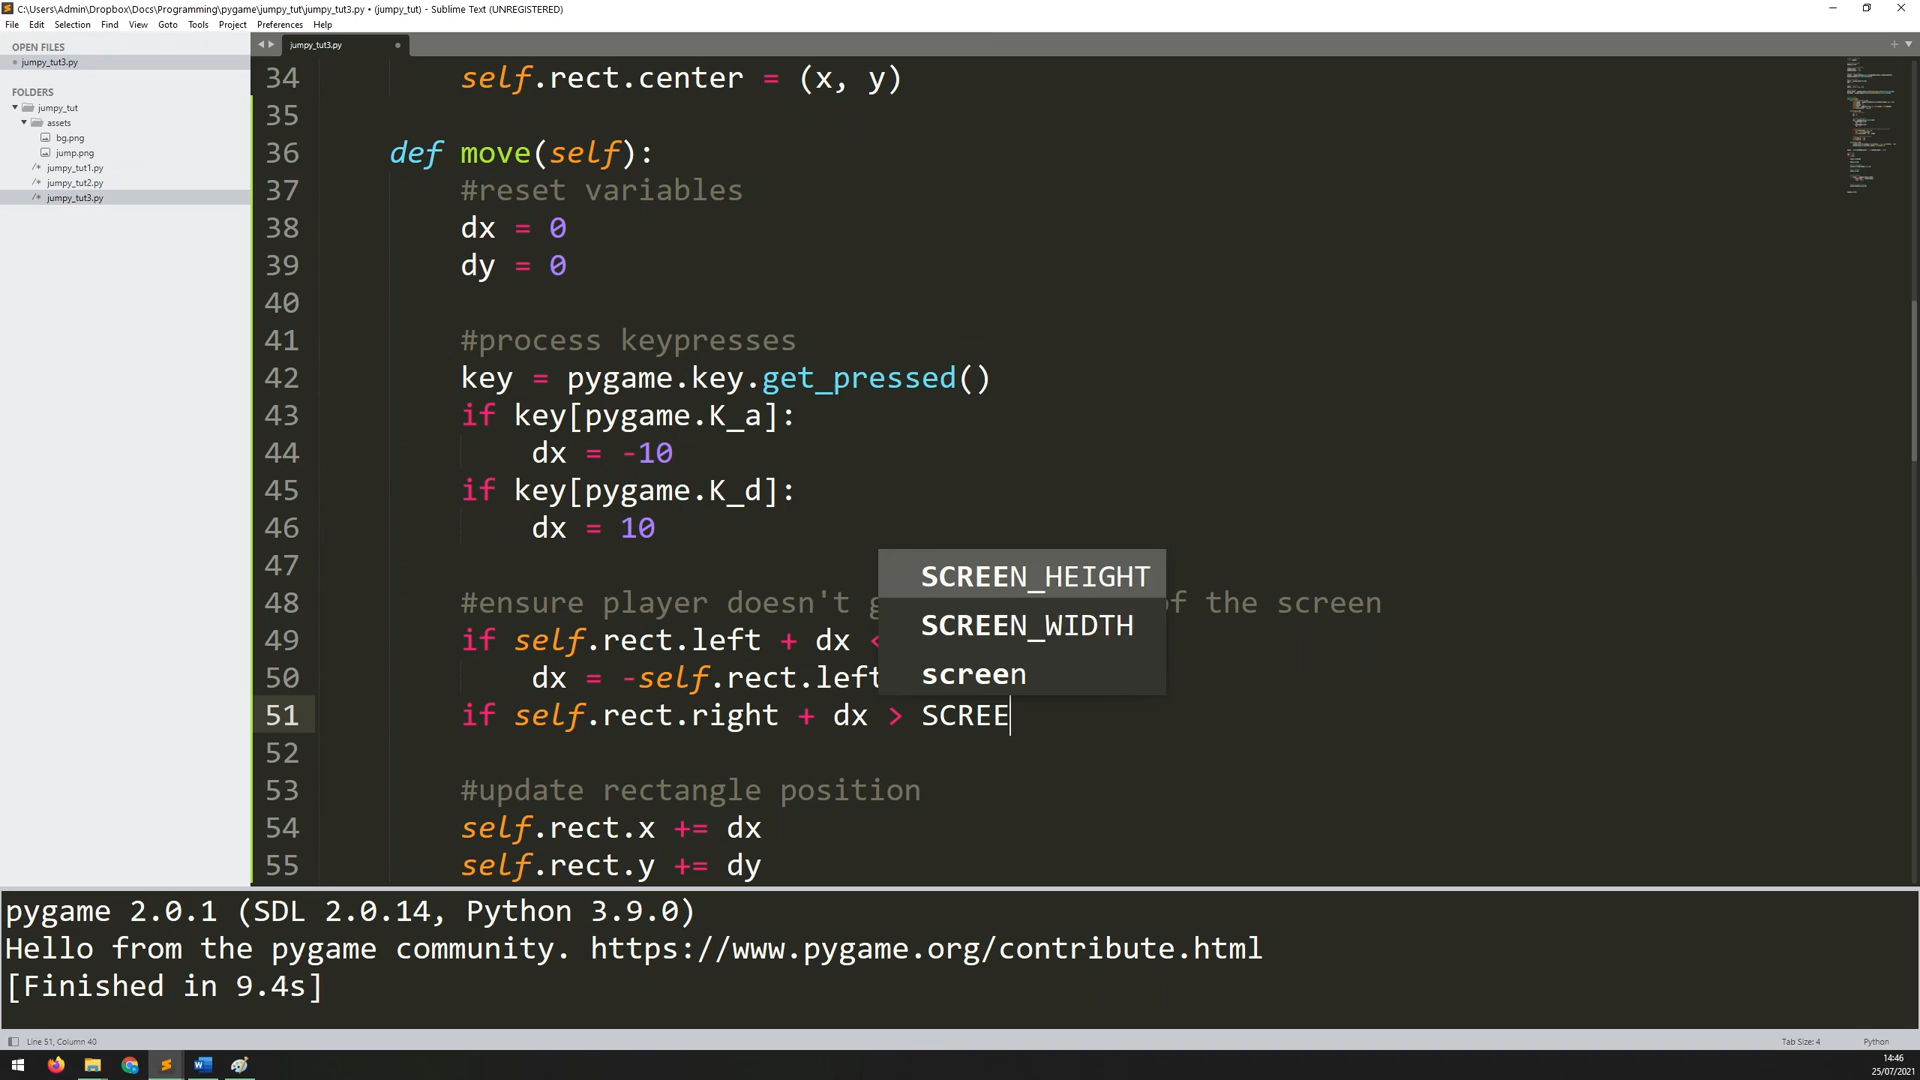 C:\Users\Admin\Dropbox\Docs\Programming\pygame\jumpy_tut\jumpy_tut3.py • (jumpy_tut) - Sublime Text (UNREGISTERED)
File Edit Selection Find View Goto Tools Project Preferences Help
OPEN FILES
jumpy_tut3.py
FOLDERS
jumpy_tut
assets
bg.png
jump.png
/* jumpy_tut1.py
/* jumpy_tut2.py
/* jumpy_tut3.py
jumpy_tut3.py
34 self.rect.center = (x, y)
35
36 def move(self):
37 #reset variables
38 dx = 0
39 dy = 0
40
41 #process keypresses
42 key = pygame.key.get_pressed()
43 if key[pygame.K_a]:
44 dx = -10
45 if key[pygame.K_d]:
46 dx = 10
47
48 #ensure player doesn't of the screen
49 if self.rect.left + dx <
50 dx = -self.rect.left
51 if self.rect.right + dx > SCREE
52
53 #update rectangle position
54 self.rect.x += dx
55 self.rect.y += dy
SCREEN_HEIGHT
SCREEN_WIDTH
screen
pygame 2.0.1 (SDL 2.0.14, Python 3.9.0)
Hello from the pygame community. https://www.pygame.org/contribute.html
[Finished in 9.4s]
Line 51, Column 40
Tab Size: 4
Python
14:46
25/07/2021